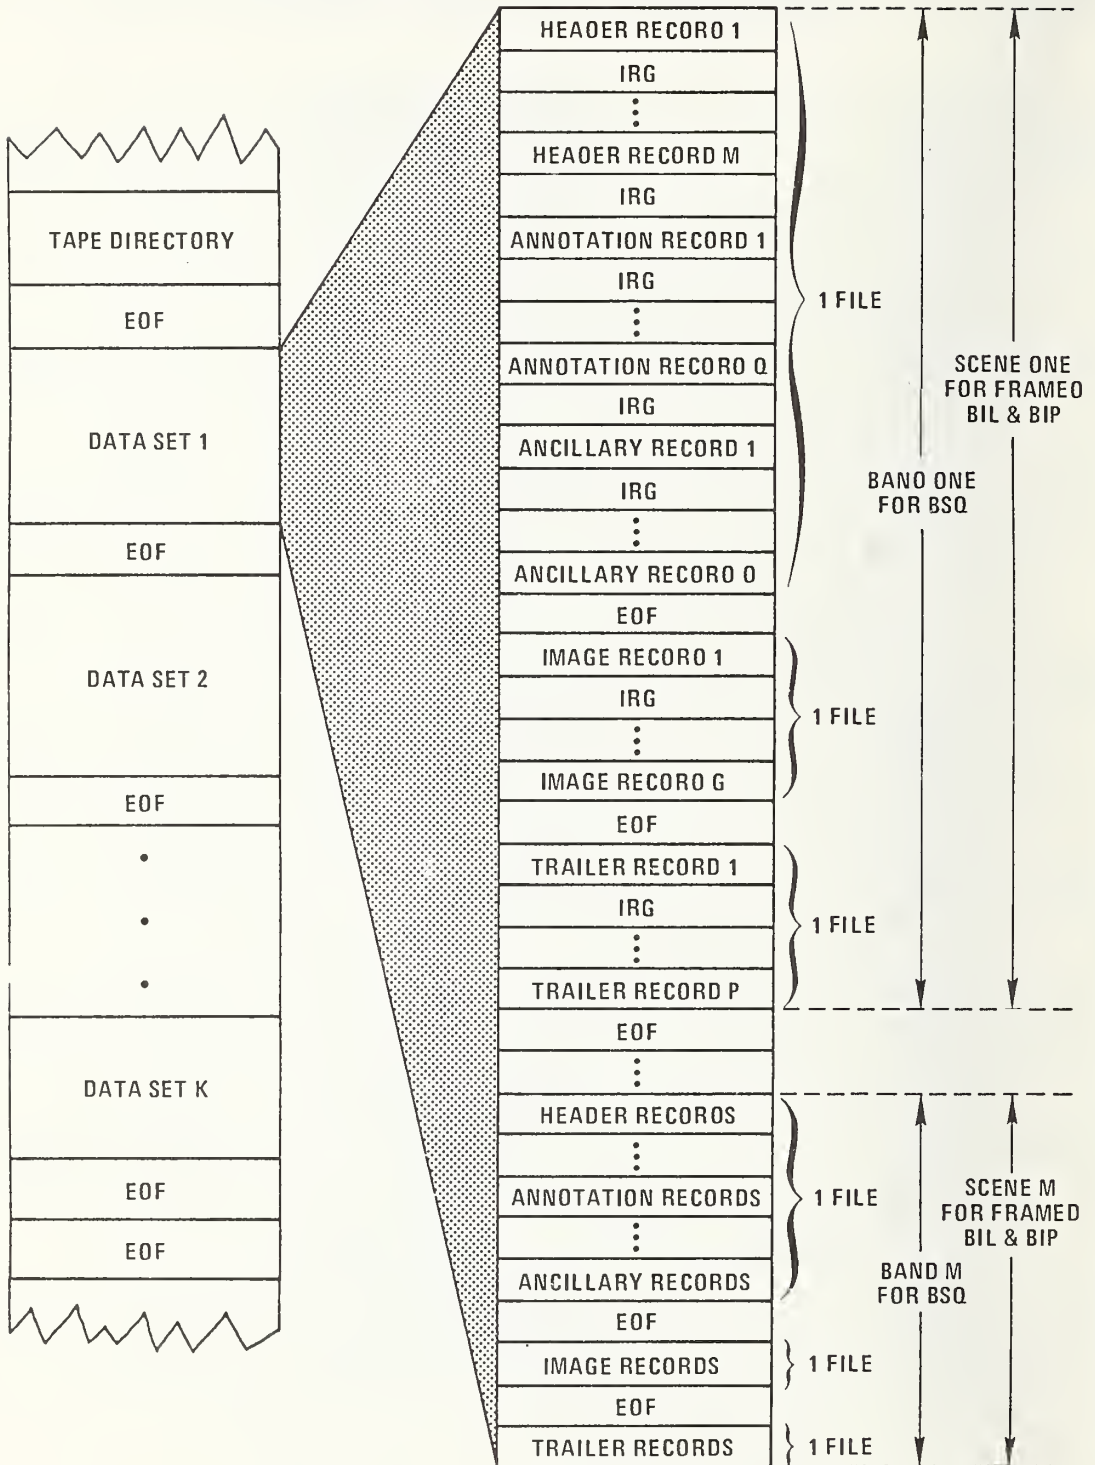 TAPE DIRECTORY
EOF
DATA SET 1
EOF
DATA SET 2
EOF
DATA SET K
EOF
EOF
HEAOER RECORO 1
IRG
HEAOER RECORD M
IRG
ANNOTATION RECORD 1
IRG
ANNOTATION RECORO Q
IRG
ANCILLARY RECORD 1
IRG
ANCILLARY RECORD O
EOF
IMAGE RECORO 1
IRG
IMAGE RECORD G
EOF
TRAILER RECORD 1
IRG
TRAILER RECORD P
EOF
HEADER RECOROS
ANNOTATION RECORDS
ANCILLARY RECORDS
EOF
IMAGE RECORDS
EOF
TRAILER RECORDS
1 FILE
1 FILE
1 FILE
1 FILE
1 FILE
1 FILE
BANO ONE
FOR BSQ
SCENE ONE
FOR FRAMEO
BIL & BIP
BAND M
FOR BSQ
SCENE M
FOR FRAMED
BIL & BIP